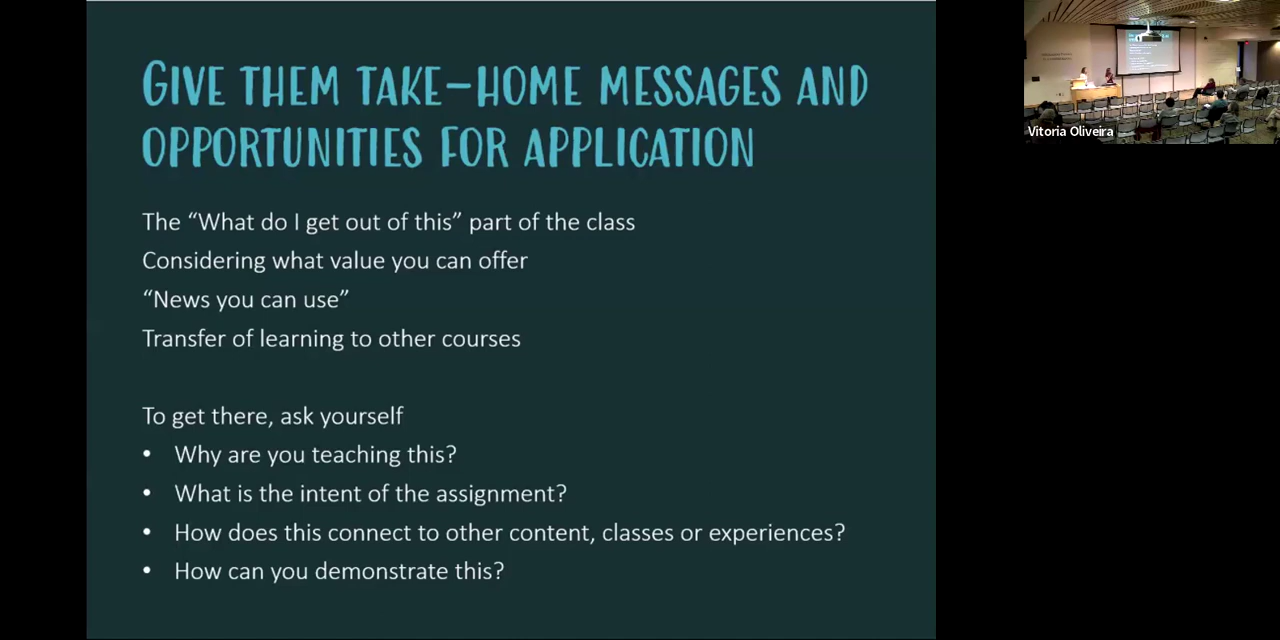 GIVE THEM TAKE-HOME MESSAGES AND
OPPORTUNITIES FOR APPLICATION
The “What do I get out of this” part of the class
Considering what value you can offer
“News you can use”
Transfer of learning to other courses
To get there, ask yourself
• Why are you teaching this?
• What is the intent of the assignment?
• How does this connect to other content, classes or experiences?
• How can you demonstrate this?
Vitoria Oliveira